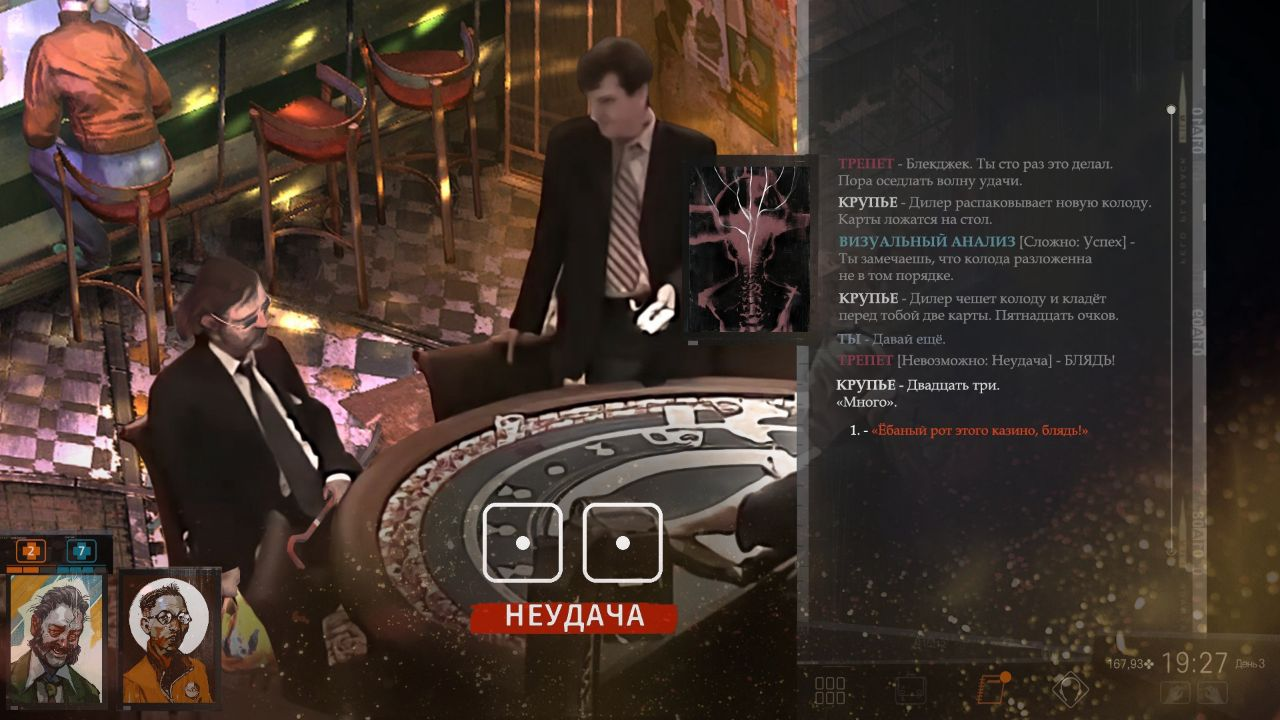 ТРЕПЕТ - Блекджек. Ты сто раз это делал.
Пора оседлать волну удачи.
КРУПЬЕ - Дилер распаковывает новую колоду.
Карты ложатся на стол.
ВИЗУАЛЬНЫЙ АНАЛИЗ [Сложно: Успех] -
Ты замечаешь, что колода разложенна
не в том порядке.
КРУПЬЕ - Дилер чешет колоду и кладёт
перед тобой две карты. Пятнадцать очков.
ТЫ - Давай ещё.
ТРЕПЕТ [Невозможно: Неудача] - БЛЯДЬ!
КРУПЬЕ - Двадцать три.
«Много».
1. - «Ёбаный рот этого казино, блядь!»
НЕУДАЧА
2 7
167,93 19:27 День 3